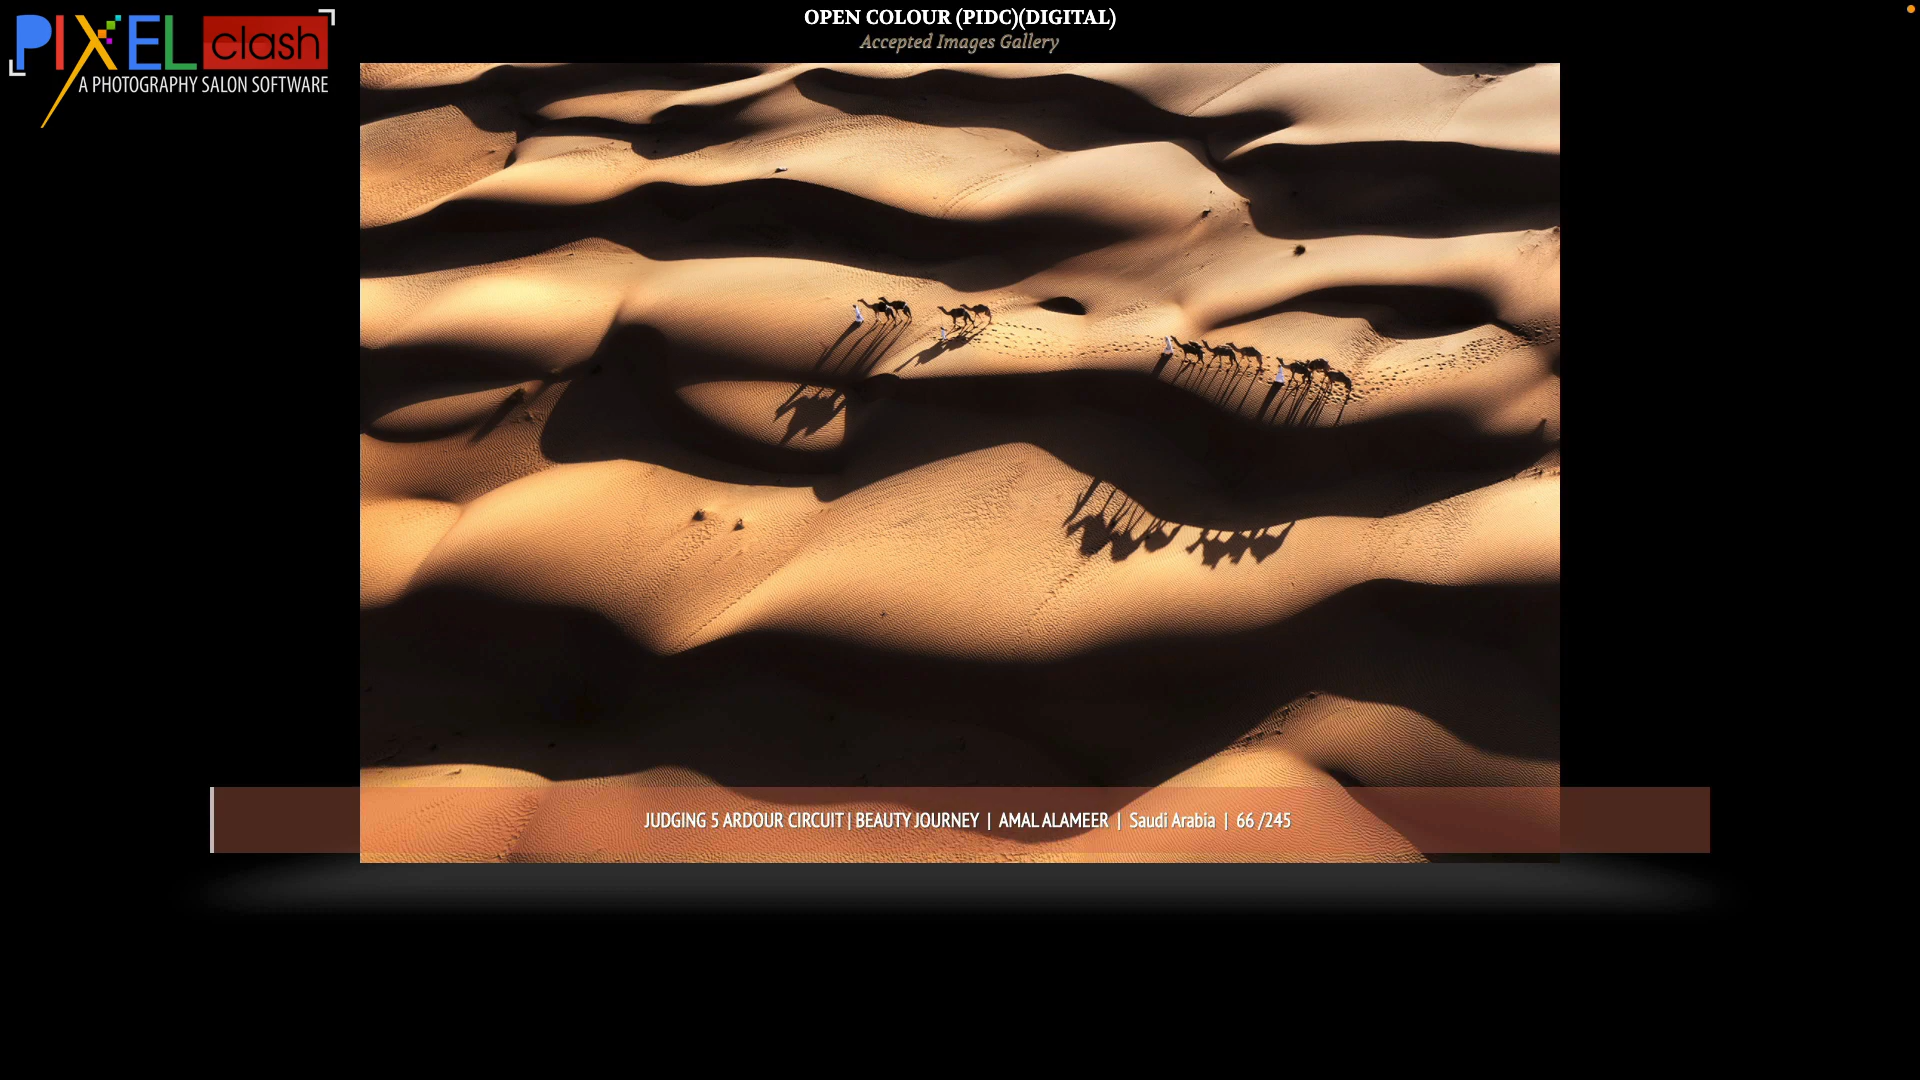 PIXEL clash
A PHOTOGRAPHY SALON SOFTWARE
OPEN COLOUR (PIDC)(DIGITAL)
Accepted Images Gallery
JUDGING 5 ARDOUR CIRCUIT | BEAUTY JOURNEY | AMAL ALAMEER | Saudi Arabia | 66 /245